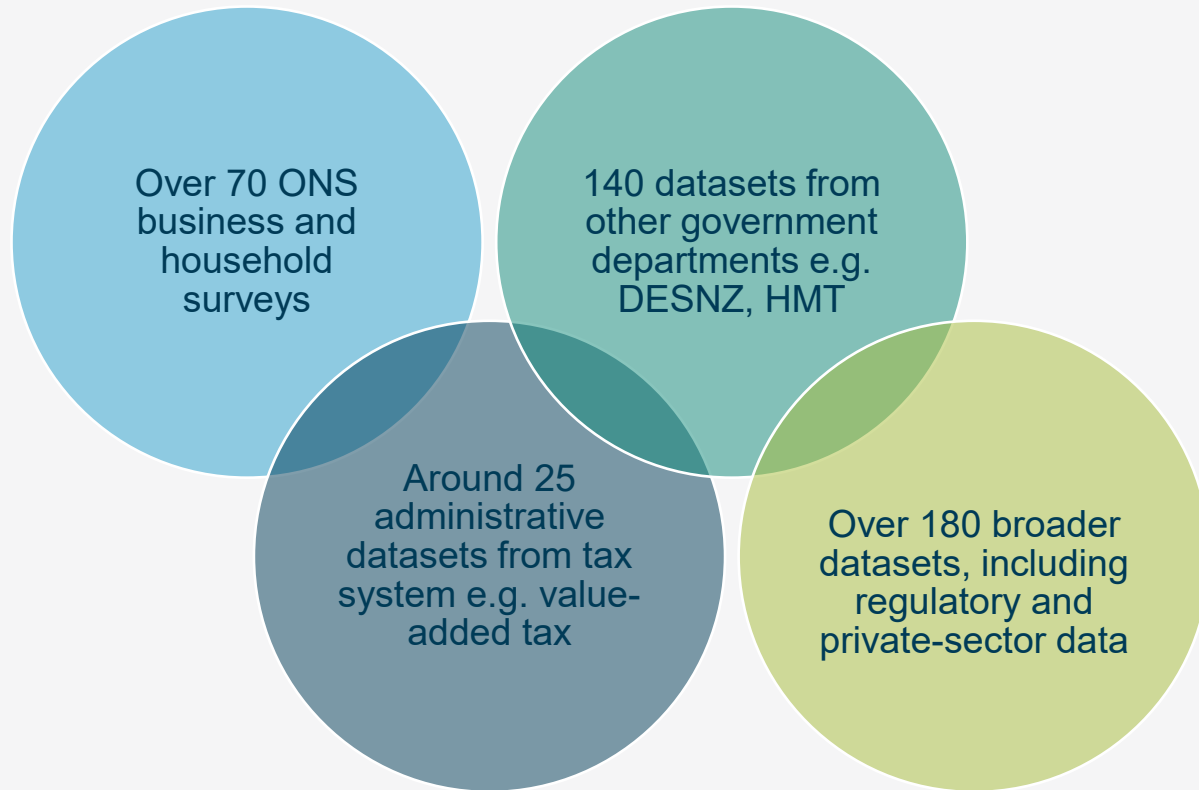 Over 70 ONS
business and
household
surveys
140 datasets from
other government
departments e.g.
DESNZ, HMT
Around 25
administrative
datasets from tax
system e.g. value-
added tax
Over 180 broader
datasets, including
regulatory and
private-sector data